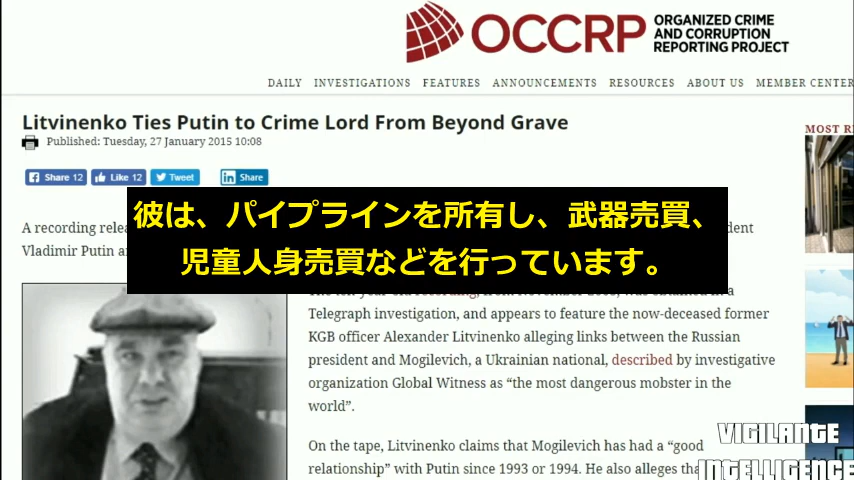 OCCRP
ORGANIZED CRIME
AND CORRUPTION
REPORTING PROJECT
DAILY INVESTIGATIONS FEATURES ANNOUNCEMENTS RESOURCES ABOUT US MEMBER CENTER
Litvinenko Ties Putin to Crime Lord From Beyond Grave
Published: Tuesday, 27 January 2015 10:08
Share 12 Like 12 Tweet Share
MOST R
彼は、パイプラインを所有し、武器売買、
児童人身売買などを行っています。
A recording relea
Vladimir Putin a
dent
Telegraph investigation, and appears to feature the now-deceased former
KGB officer Alexander Litvinenko alleging links between the Russian
president and Mogilevich, a Ukrainian national, described by investigative
organization Global Witness as “the most dangerous mobster in the
world”.
On the tape, Litvinenko claims that Mogilevich has had a “good
relationship” with Putin since 1993 or 1994. He also alleges tha
VIGILANTE
INTELLIGENCE